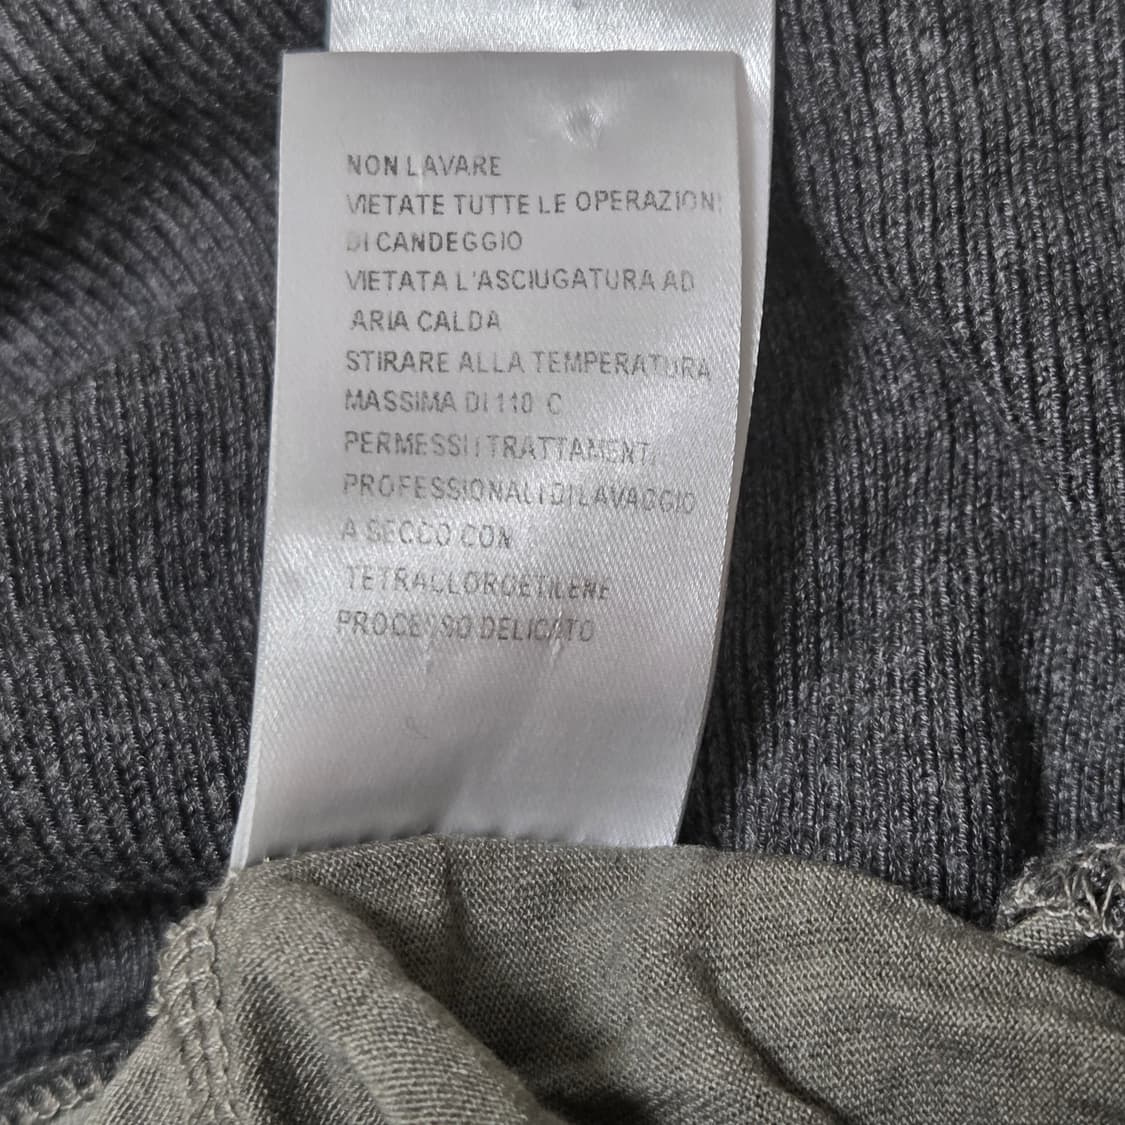 NON LAVARE
VIETATE TUTTE LE OPERAZIONI
DI CANDEGGIO
VIETATA L'ASCIUGATURA AD
ARIA CALDA
STIRARE ALLA TEMPERATURA
MASSIMA DI 110 C
PERMESSI I TRATTAMENTI
PROFESSIONALI DI LAVAGGIO
A SECCO CON
TETRACLOROETILENE
PROCESSO DELICATO